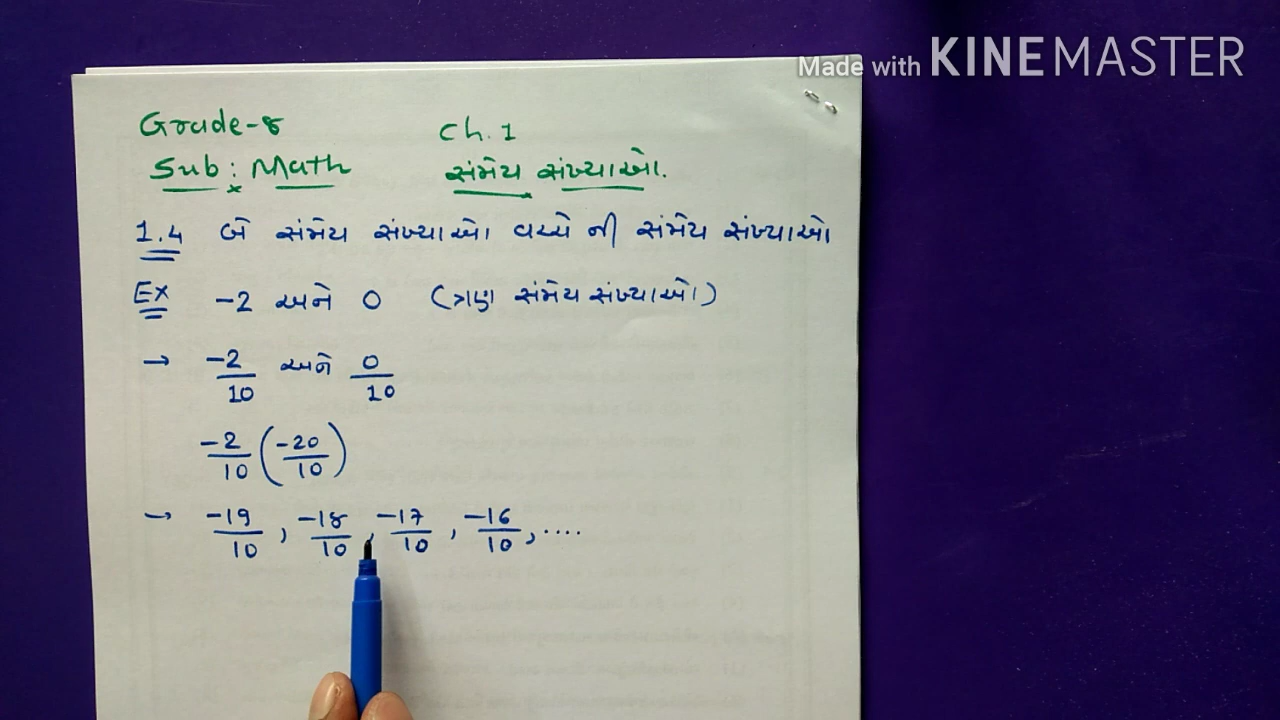 Made with KINEMASTER
Grade-8 Ch. 1
Sub: Math સંમેય સંખ્યાઓ.
1.4 બે સંમેય સંખ્યાઓ વચ્ચે ની સંમેય સંખ્યાઓ
Ex -2 અને 0 (ત્રણ સંમેય સંખ્યાઓ)
→ -2/10 અને 0/10
-2/10 (-20/10)
→ -19/10, -18/10, -17/10, -16/10, ....